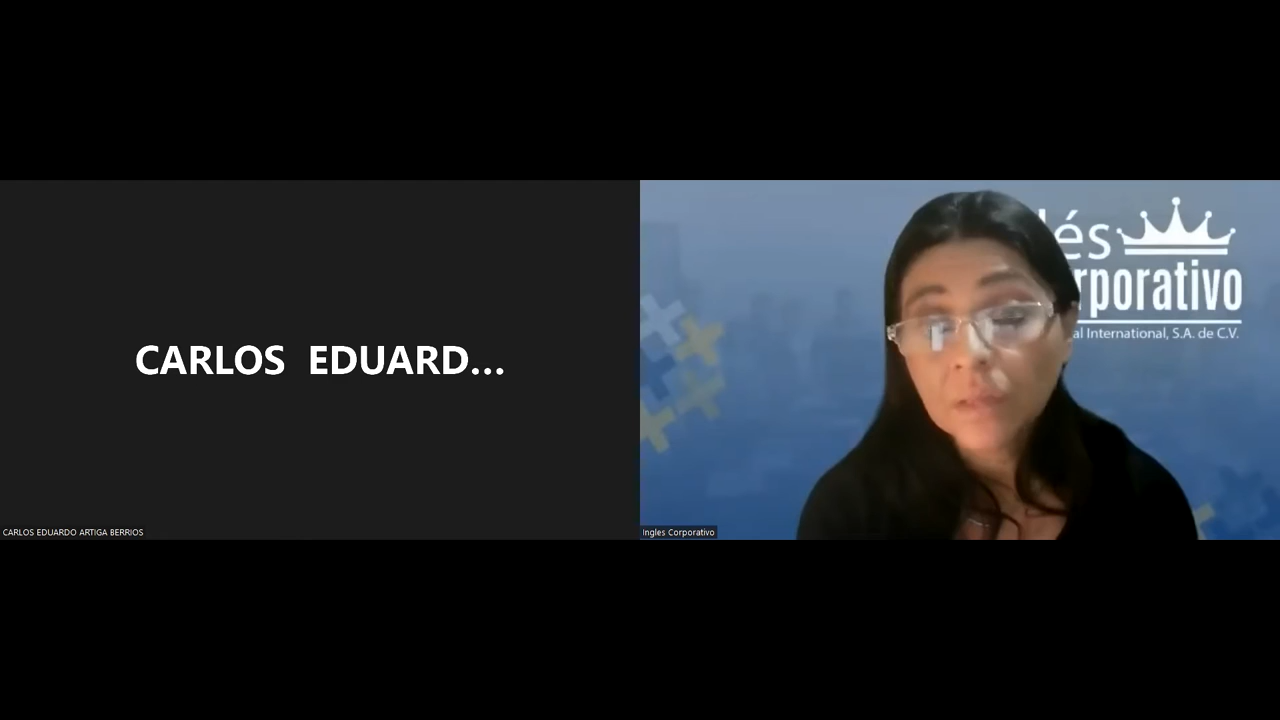 CARLOS EDUARD...
CARLOS EDUARDO ARTIGA BERRIOS
lés
rporativo
al International, S.A. de C.V.
Ingles Corporativo